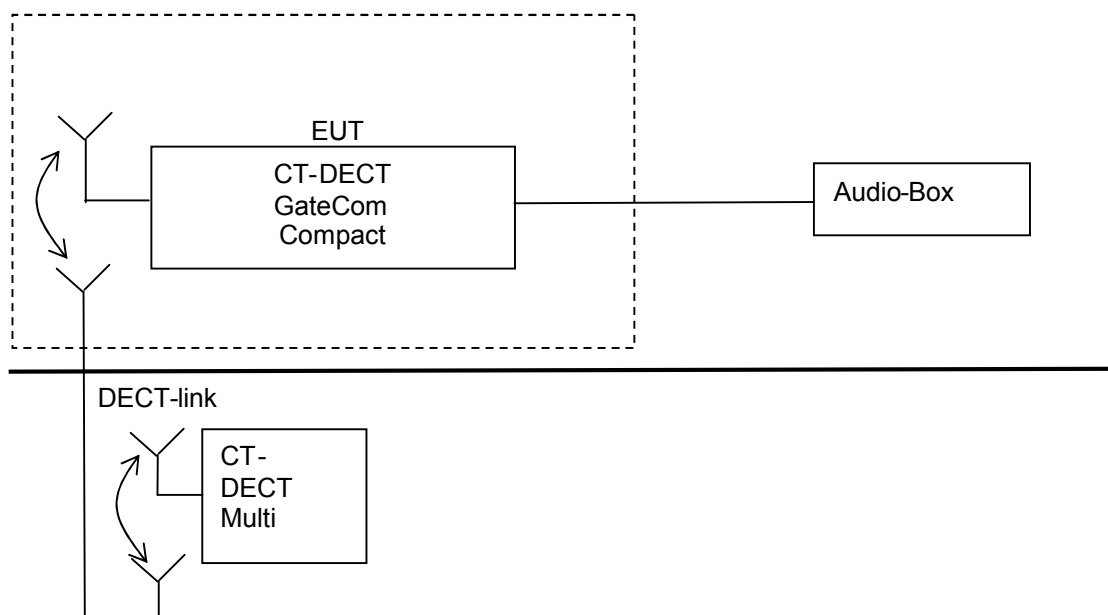 EUT
CT-DECT
GateCom
Compact
Audio-Box
DECT-link
CT-
DECT
Multi